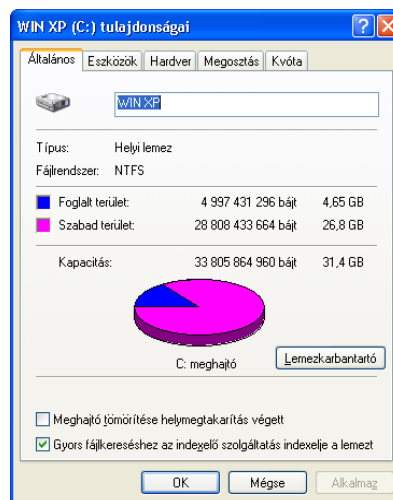 WIN XP (C:) tulajdonságai
Általános Eszközök Hardver Megosztás Kvóta
WIN XP
Típus: Helyi lemez
Fájlrendszer: NTFS
Foglalt terület: 4 997 431 296 bájt 4,65 GB
Szabad terület: 28 808 433 664 bájt 26,8 GB
Kapacitás: 33 805 864 960 bájt 31,4 GB
C: meghajtó
Lemezkarbantartó
Meghajtó tömörítése helymegtakarítás végett
Gyors fájlkereséshez az indexelő szolgáltatás indexelje a lemezt
OK Mégse Alkalmaz